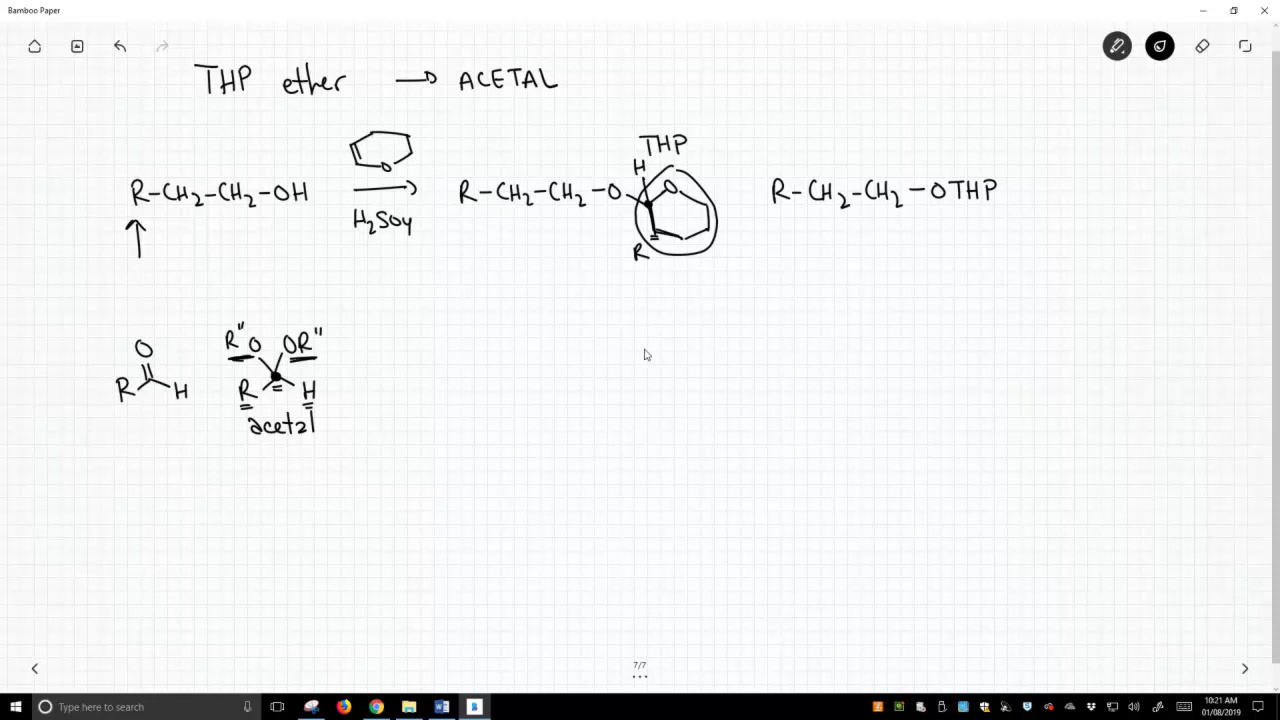 Bamboo Paper
THP ether → ACETAL
O
R-CH2-CH2-OH
H2SO4
THP
H
R-CH2-CH2-O
O
R
R-CH2-CH2-OTHP
O
R H
R"O OR"
R H
acetal
7/7
Type here to search
10:21 AM
01/08/2019